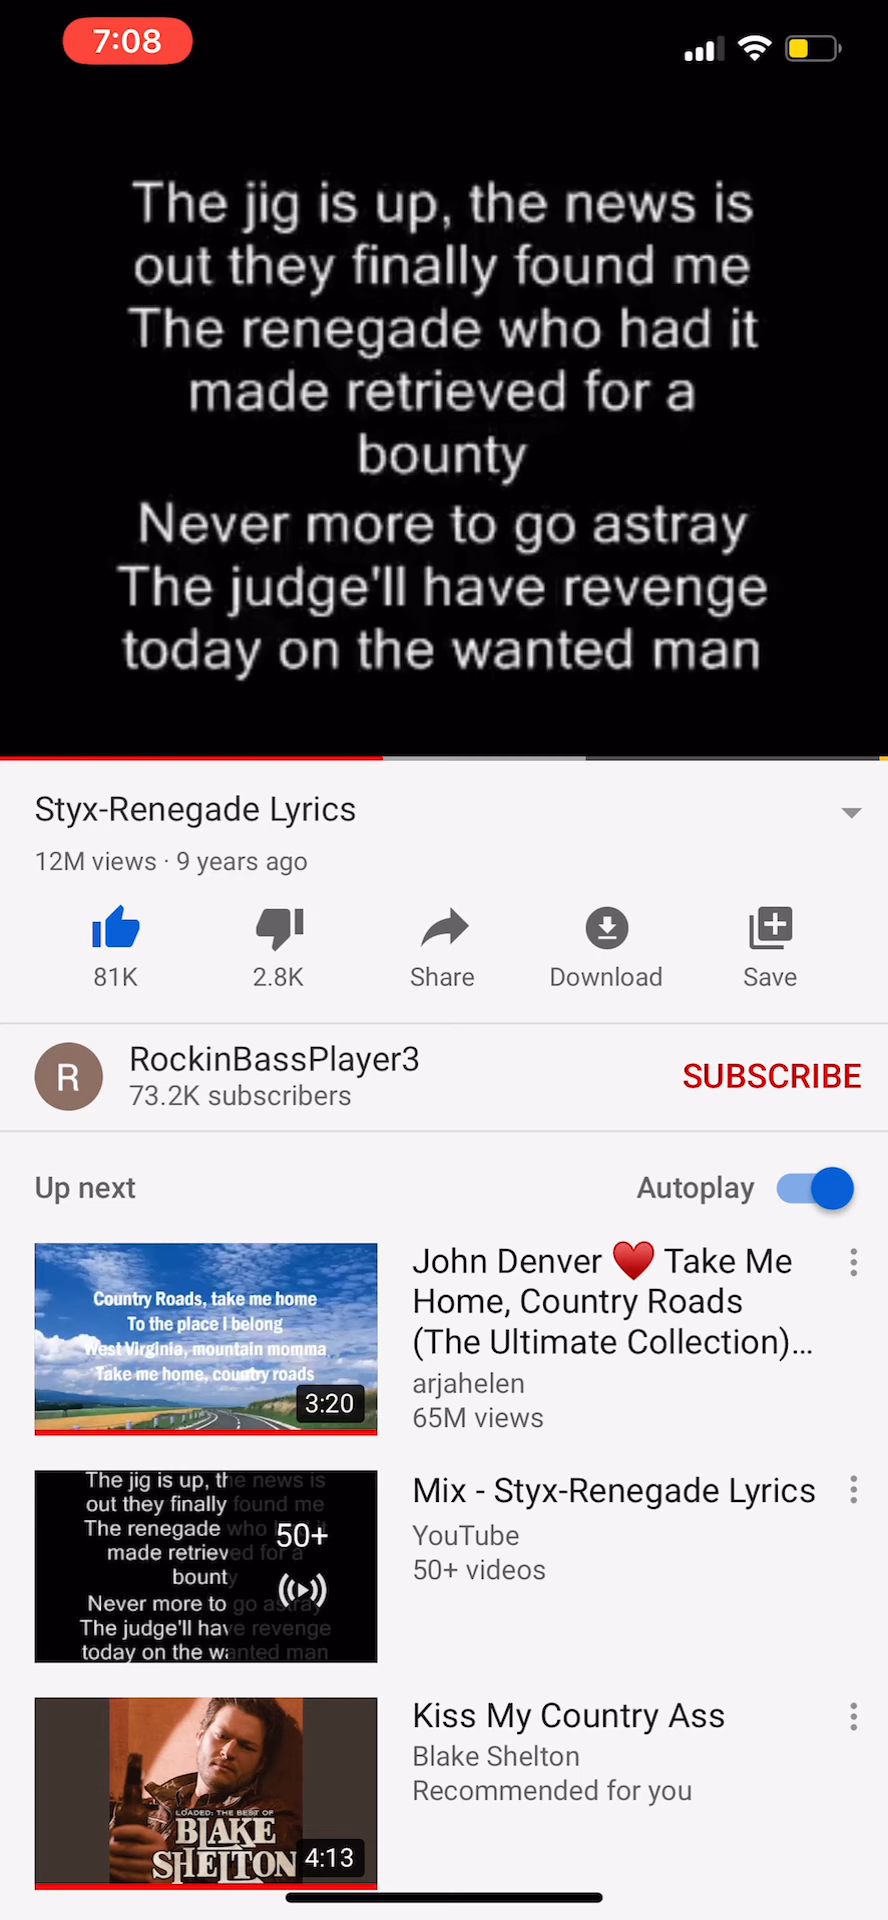 7:08
The jig is up, the news is
out they finally found me
The renegade who had it
made retrieved for a
bounty
Never more to go astray
The judge'll have revenge
today on the wanted man
Styx-Renegade Lyrics
12M views · 9 years ago
81K
2.8K
Share
Download
Save
R
RockinBassPlayer3
73.2K subscribers
SUBSCRIBE
Up next
Autoplay
Country Roads, take me home
To the place I belong
West Virginia, mountain momma
Take me home, country roads
3:20
John Denver ❤️ Take Me
Home, Country Roads
(The Ultimate Collection)...
arjahelen
65M views
The jig is up, the news is
out they finally found me
The renegade who had it
made retrieved for a
bounty
Never more to go astray
The judge'll have revenge
today on the wanted man
50+
Mix - Styx-Renegade Lyrics
YouTube
50+ videos
LOADED: THE BEST OF
BLAKE
SHELTON
4:13
Kiss My Country Ass
Blake Shelton
Recommended for you